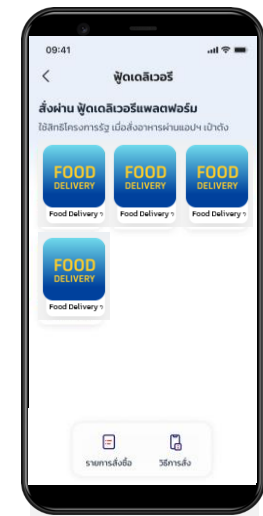 09:41
ฟู้ดเดลิเวอรี
สั่งผ่าน ฟู้ดเดลิเวอรีแพลตฟอร์ม
ใช้สิทธิโครงการรัฐ เมื่อสั่งอาหารผ่านแอปฯ เป๋าตัง
FOOD DELIVERY
FOOD DELIVERY
FOOD DELIVERY
Food Delivery 1
Food Delivery 1
Food Delivery 1
FOOD DELIVERY
Food Delivery 1
รายการสั่งซื้อ
วิธีการสั่ง